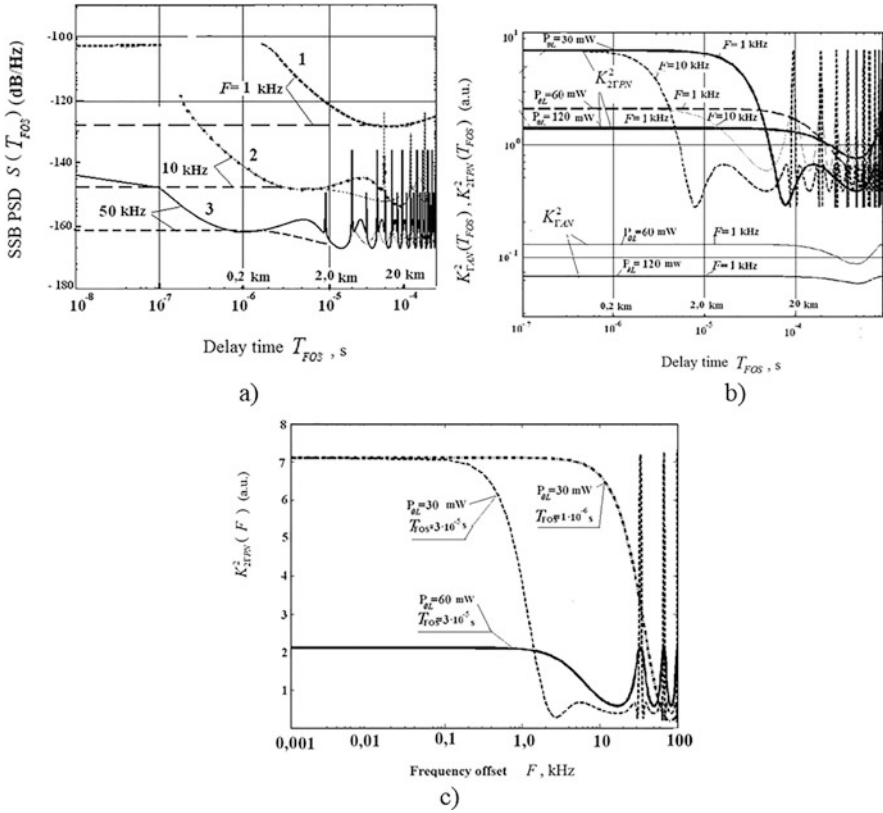 a)
SSB PSD S (T_FOS) (dB/Hz)
-100
-120
-140
-160
-180
1
F= 1 kHz
2
10 kHz
3
50 kHz
0,2 km
2,0 km
20 km
10^-8
10^-7
10^-6
10^-5
10^-4
Delay time T_FOS, s
b)
K²_ΓAN(T_FOS), K²_2ΓPN(T_FOS) (a.u.)
10^1
10^0
10^-1
P_0L=30 mW
F=1 kHz
K²_2ΓPN
F=10 kHz
P_0L=60 mW
F=1 kHz
P_0L=120 mW
F=1 kHz
F=10 kHz
K²_ΓAN
P_0L=60 mW
F=1 kHz
P_0L=120 mw
F=1 kHz
0,2 km
2,0 km
20 km
10^-7
10^-6
10^-5
10^-4
Delay time T_FOS, s
K²_2ΓPN(F) (a.u.)
8
7
6
5
4
3
2
1
P_0L=30 mW
T_FOS=3·10^-5 s
P_0L=30 mW
T_FOS=1·10^-6 s
P_0L=60 mW
T_FOS=3·10^-5 s
0,001
0,01
0,1
1,0
10
100
Frequency offset F, kHz
c)